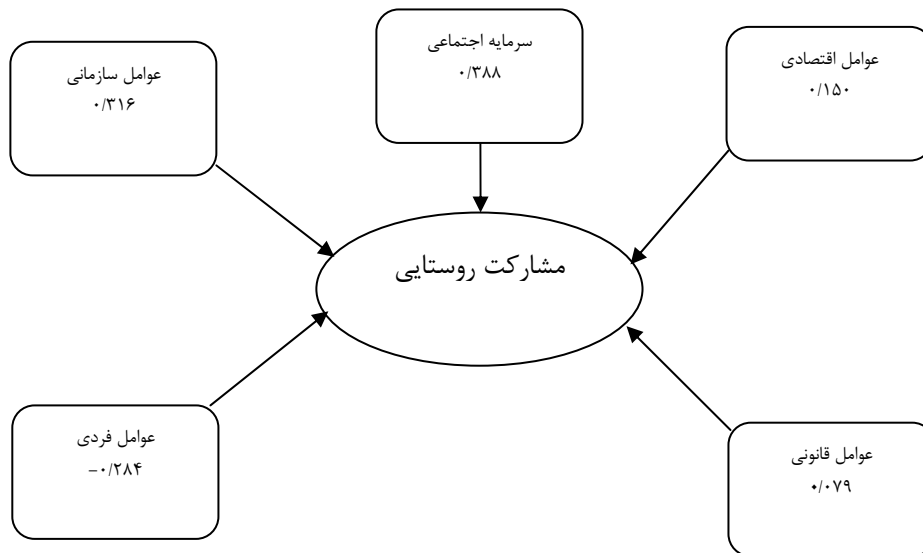 سرمایه اجتماعی
۰/۳۸۸
عوامل اقتصادی
۰/۱۵۰
عوامل سازمانی
۰/۳۱۶
مشارکت روستایی
عوامل فردی
-۰/۲۸۴
عوامل قانونی
۰/۰۷۹